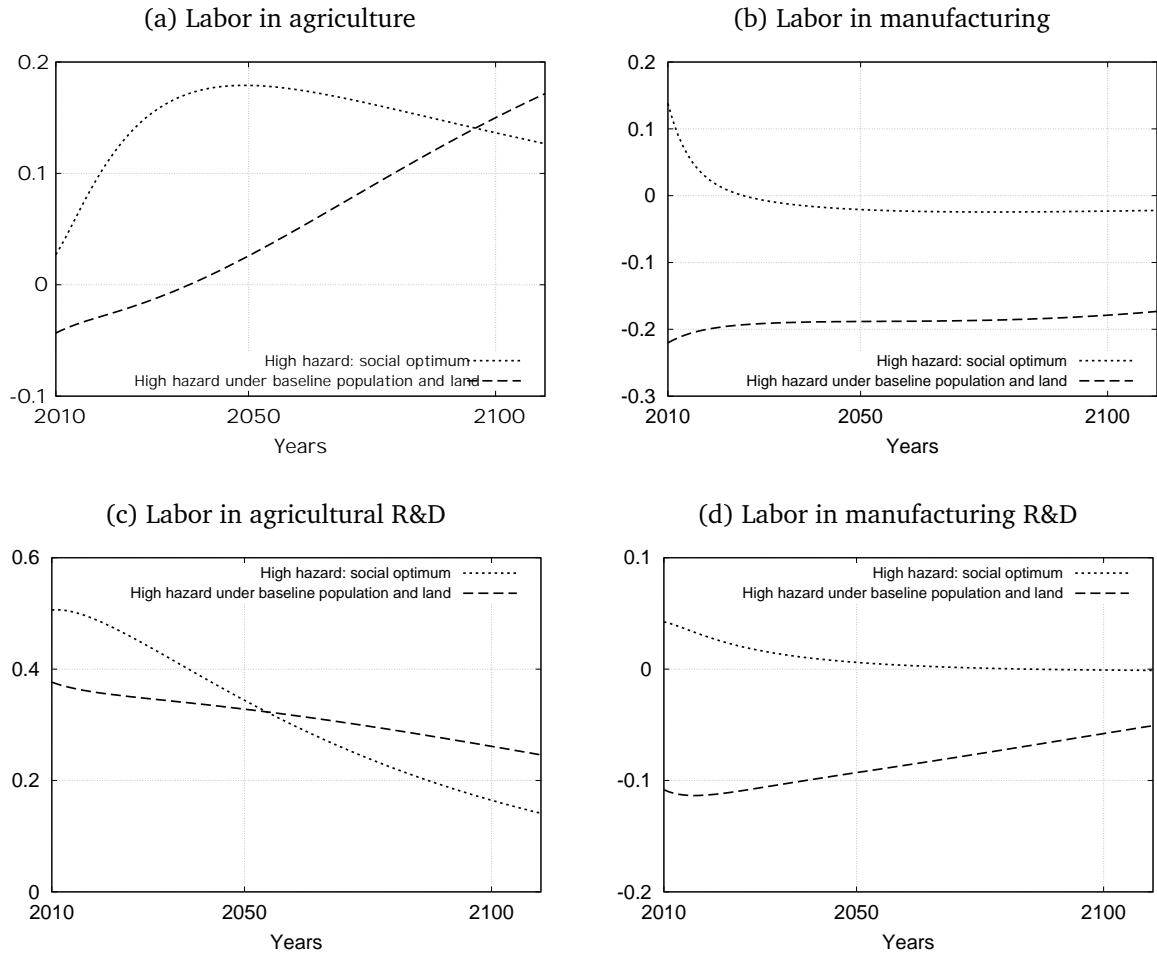 (a) Labor in agriculture
0.2
0.1
0
-0.1
2010
2050
2100
Years
High hazard: social optimum
High hazard under baseline population and land
(b) Labor in manufacturing
0.2
0.1
0
-0.1
-0.2
-0.3
2010
2050
2100
Years
High hazard: social optimum
High hazard under baseline population and land
(c) Labor in agricultural R&D
0.6
0.4
0.2
0
2010
2050
2100
Years
High hazard: social optimum
High hazard under baseline population and land
(d) Labor in manufacturing R&D
0.1
0
-0.1
-0.2
2010
2050
2100
Years
High hazard: social optimum
High hazard under baseline population and land